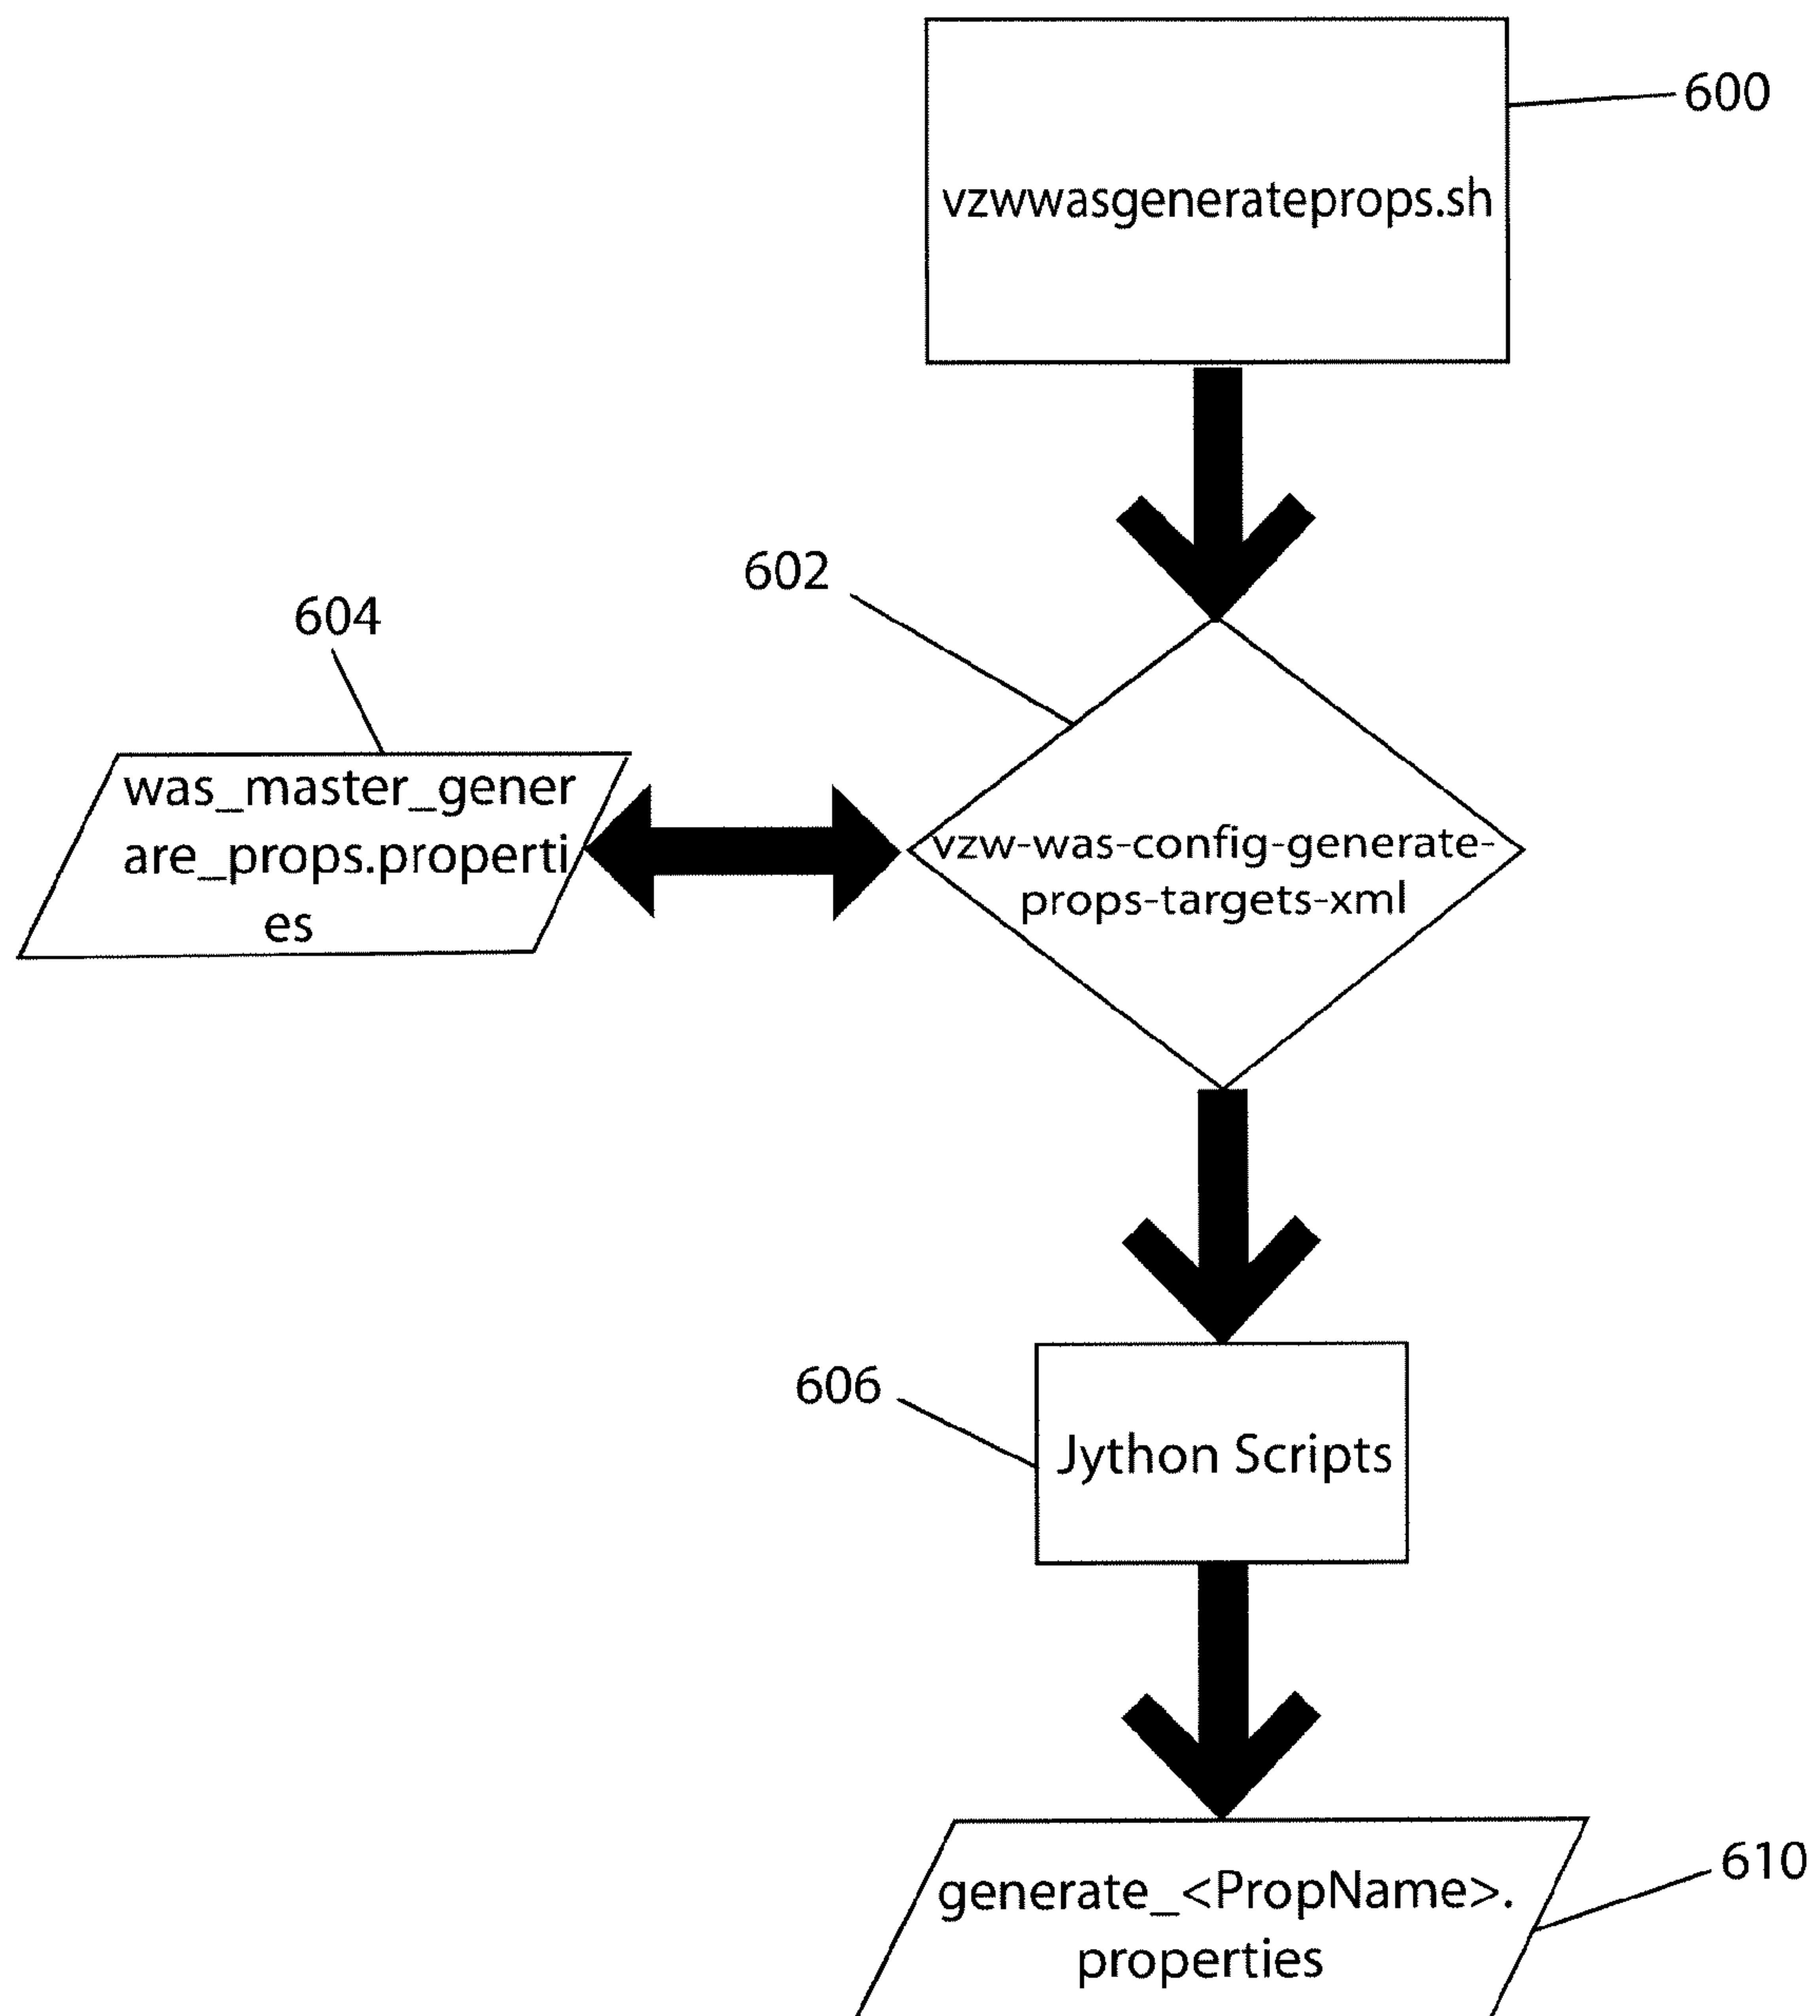 600
vzwwasgenerateprops.sh
602
604
was_master_gener
are_props.properti
es
vzw-was-config-generate-
props-targets-xml
606
Jython Scripts
generate_<PropName>.
properties
610